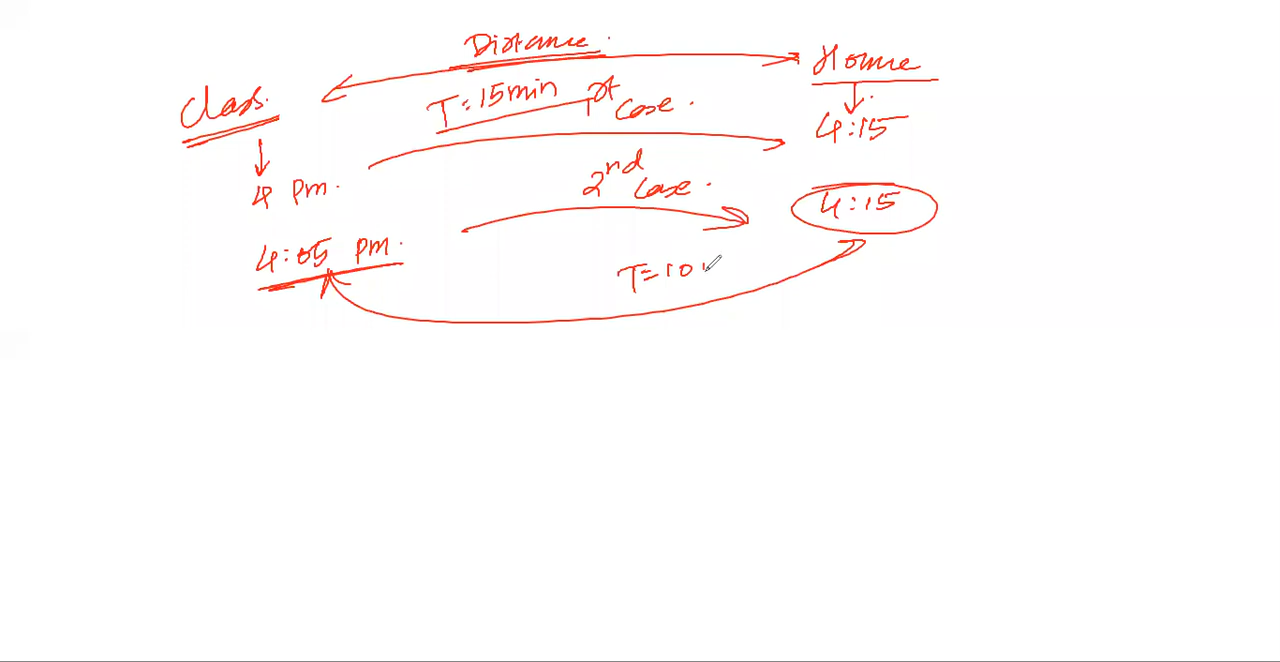 Distance.
Home
Class.
T=15min 1st Case.
4:15
4 Pm.
2nd Case.
4:15
4:05 PM.
T=10